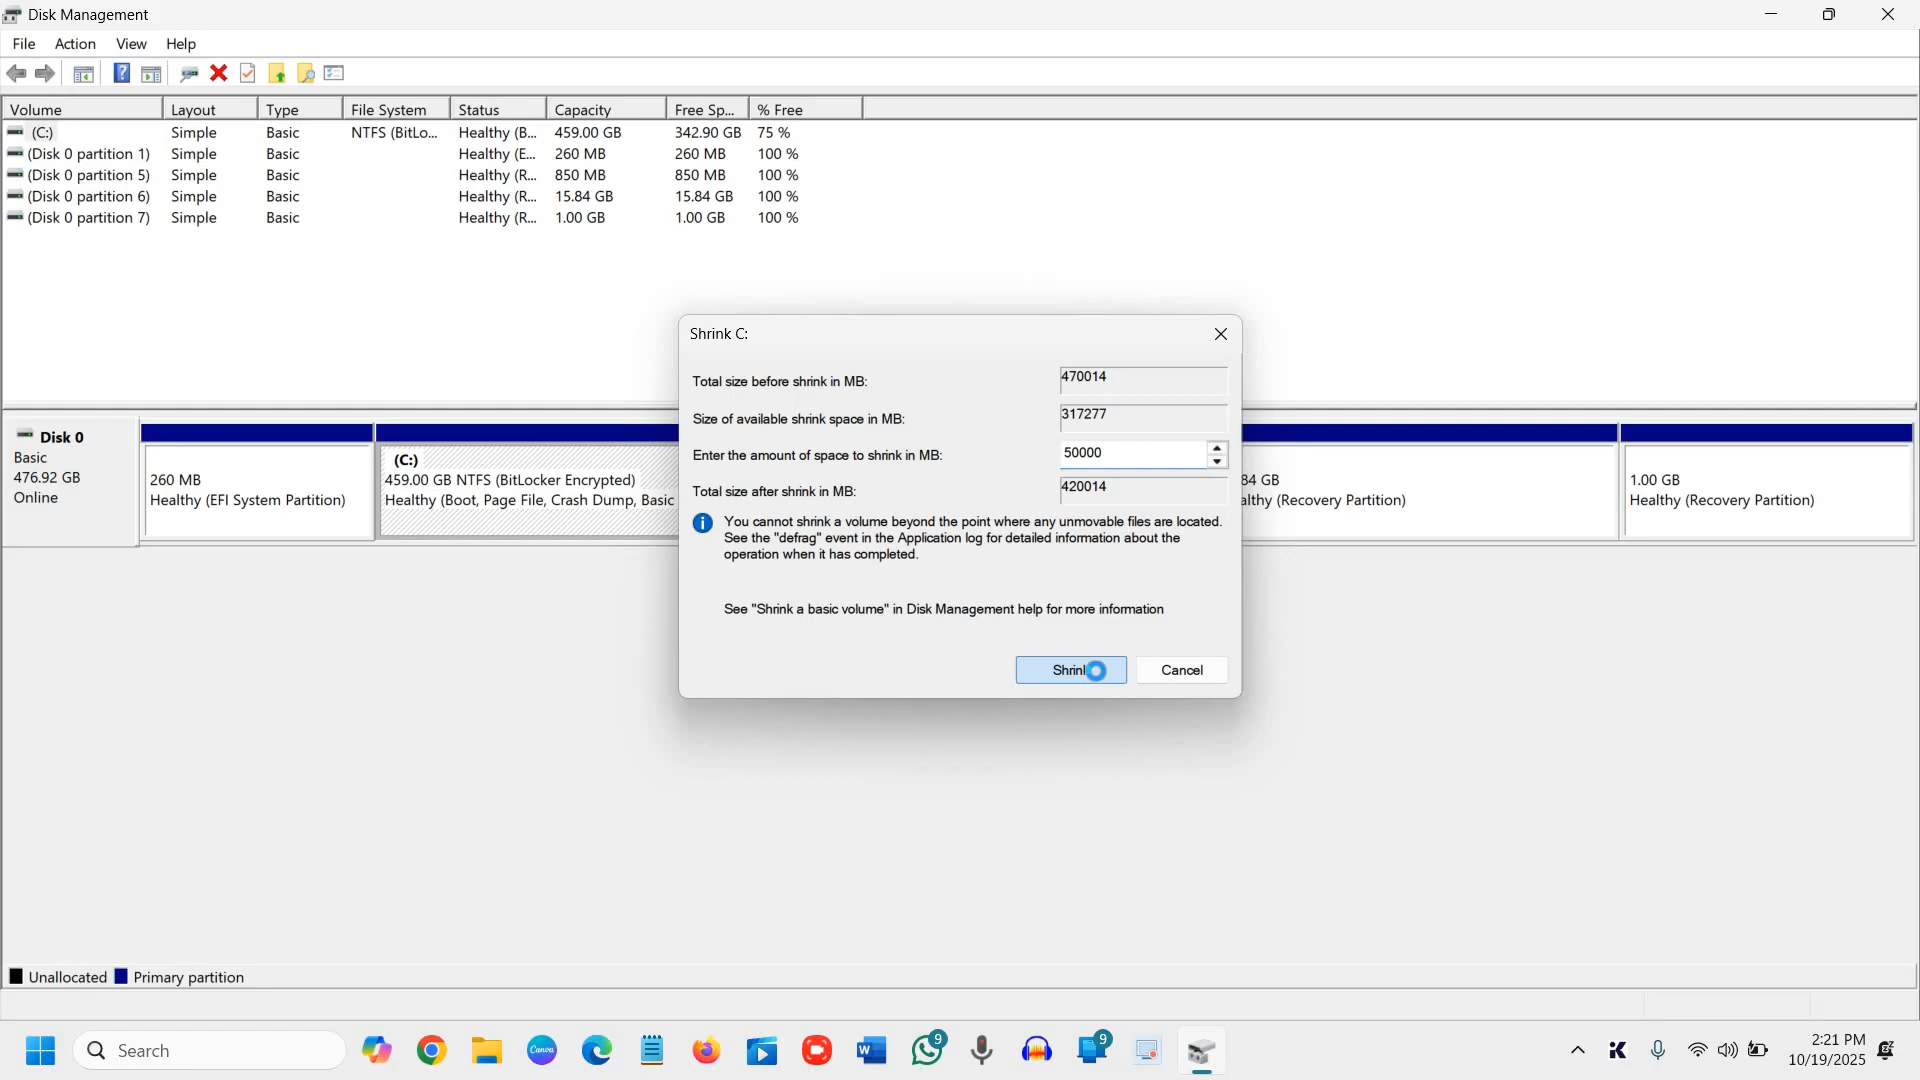 Disk Management
File Action View Help
Volume Layout Type File System Status Capacity Free Sp... % Free
(C:) Simple Basic NTFS (BitLo... Healthy (B... 459.00 GB 342.90 GB 75 %
(Disk 0 partition 1) Simple Basic Healthy (E... 260 MB 260 MB 100 %
(Disk 0 partition 5) Simple Basic Healthy (R... 850 MB 850 MB 100 %
(Disk 0 partition 6) Simple Basic Healthy (R... 15.84 GB 15.84 GB 100 %
(Disk 0 partition 7) Simple Basic Healthy (R... 1.00 GB 1.00 GB 100 %
Shrink C:
Total size before shrink in MB: 470014
Size of available shrink space in MB: 317277
Enter the amount of space to shrink in MB: 50000
Total size after shrink in MB: 420014
You cannot shrink a volume beyond the point where any unmovable files are located.
See the "defrag" event in the Application log for detailed information about the
operation when it has completed.
See "Shrink a basic volume" in Disk Management help for more information
Shrink Cancel
Disk 0
Basic
476.92 GB
Online
260 MB
Healthy (EFI System Partition)
(C:)
459.00 GB NTFS (BitLocker Encrypted)
Healthy (Boot, Page File, Crash Dump, Basic
84 GB
althy (Recovery Partition)
1.00 GB
Healthy (Recovery Partition)
Unallocated Primary partition
Search
Canva
9
9
2:21 PM
10/19/2025